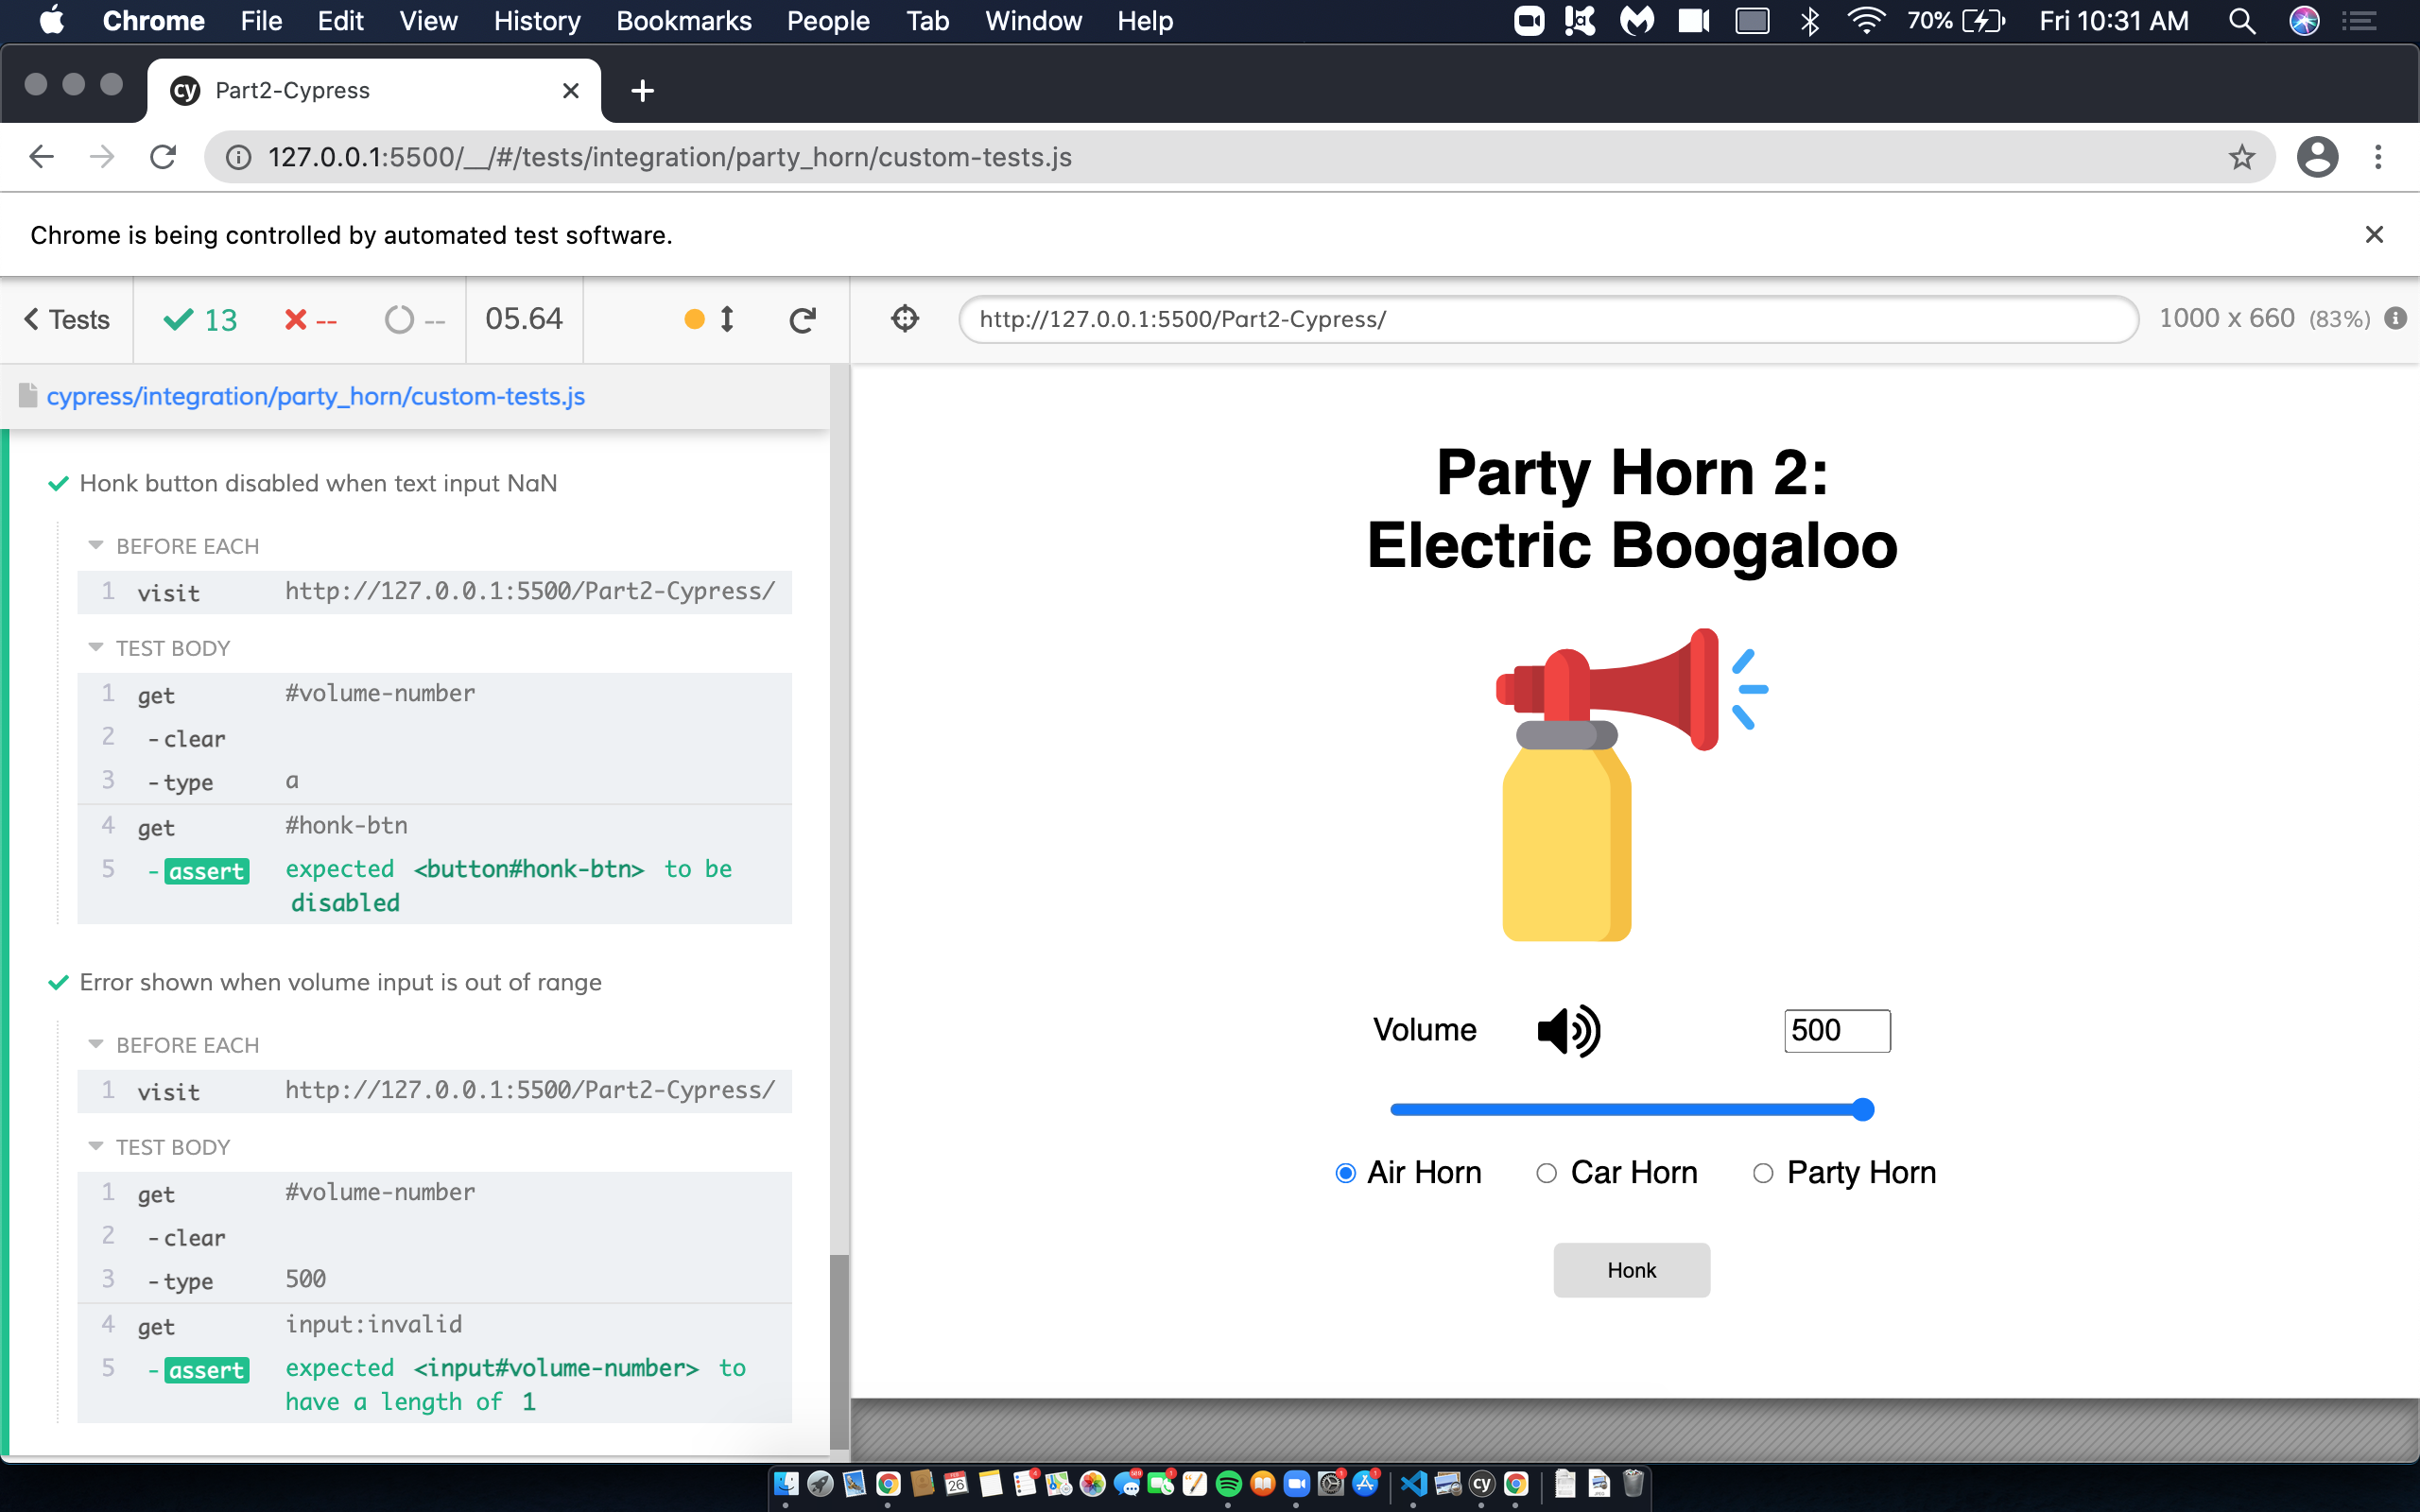 Chrome File Edit View History Bookmarks People Tab Window Help 70% Fri 10:31 AM
cy Part2-Cypress
127.0.0.1:5500/__/#/tests/integration/party_horn/custom-tests.js
Chrome is being controlled by automated test software.
Tests 13 -- -- 05.64 http://127.0.0.1:5500/Part2-Cypress/ 1000 x 660 (83%)
cypress/integration/party_horn/custom-tests.js
Honk button disabled when text input NaN
BEFORE EACH
1 visit http://127.0.0.1:5500/Part2-Cypress/
TEST BODY
1 get #volume-number
2 -clear
3 -type a
4 get #honk-btn
5 -assert expected <button#honk-btn> to be
disabled
Error shown when volume input is out of range
BEFORE EACH
1 visit http://127.0.0.1:5500/Part2-Cypress/
TEST BODY
1 get #volume-number
2 -clear
3 -type 500
4 get input:invalid
5 -assert expected <input#volume-number> to
have a length of 1
Party Horn 2:
Electric Boogaloo
Volume 500
Air Horn Car Horn Party Horn
Honk
26
cy